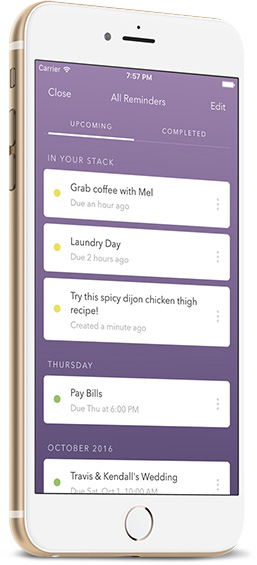 Carrier 7:57 PM
Close All Reminders Edit
UPCOMING COMPLETED
IN YOUR STACK
Grab coffee with Mel
Due an hour ago
Laundry Day
Due 2 hours ago
Try this spicy dijon chicken thigh
recipe!
Created a minute ago
THURSDAY
Pay Bills
Due Thu at 6:00 PM
OCTOBER 2016
Travis & Kendall's Wedding
Due Sat, Oct 1, 10:00 AM